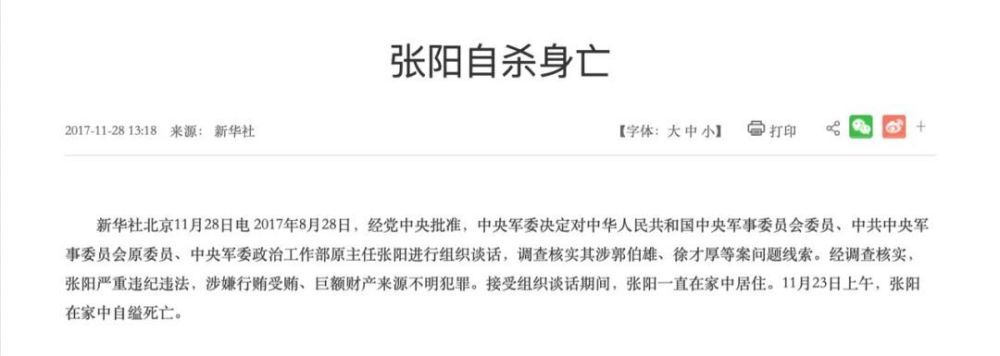 张阳自杀身亡
2017-11-28 13:18 来源： 新华社 【字体：大 中 小】 打印
新华社北京11月28日电 2017年8月28日，经党中央批准，中央军委决定对中华人民共和国中央军事委员会委员、中共中央军
事委员会原委员、中央军委政治工作部原主任张阳进行组织谈话，调查核实其涉郭伯雄、徐才厚等案问题线索。经调查核实，
张阳严重违纪违法，涉嫌行贿受贿、巨额财产来源不明犯罪。接受组织谈话期间，张阳一直在家中居住。11月23日上午，张阳
在家中自缢死亡。